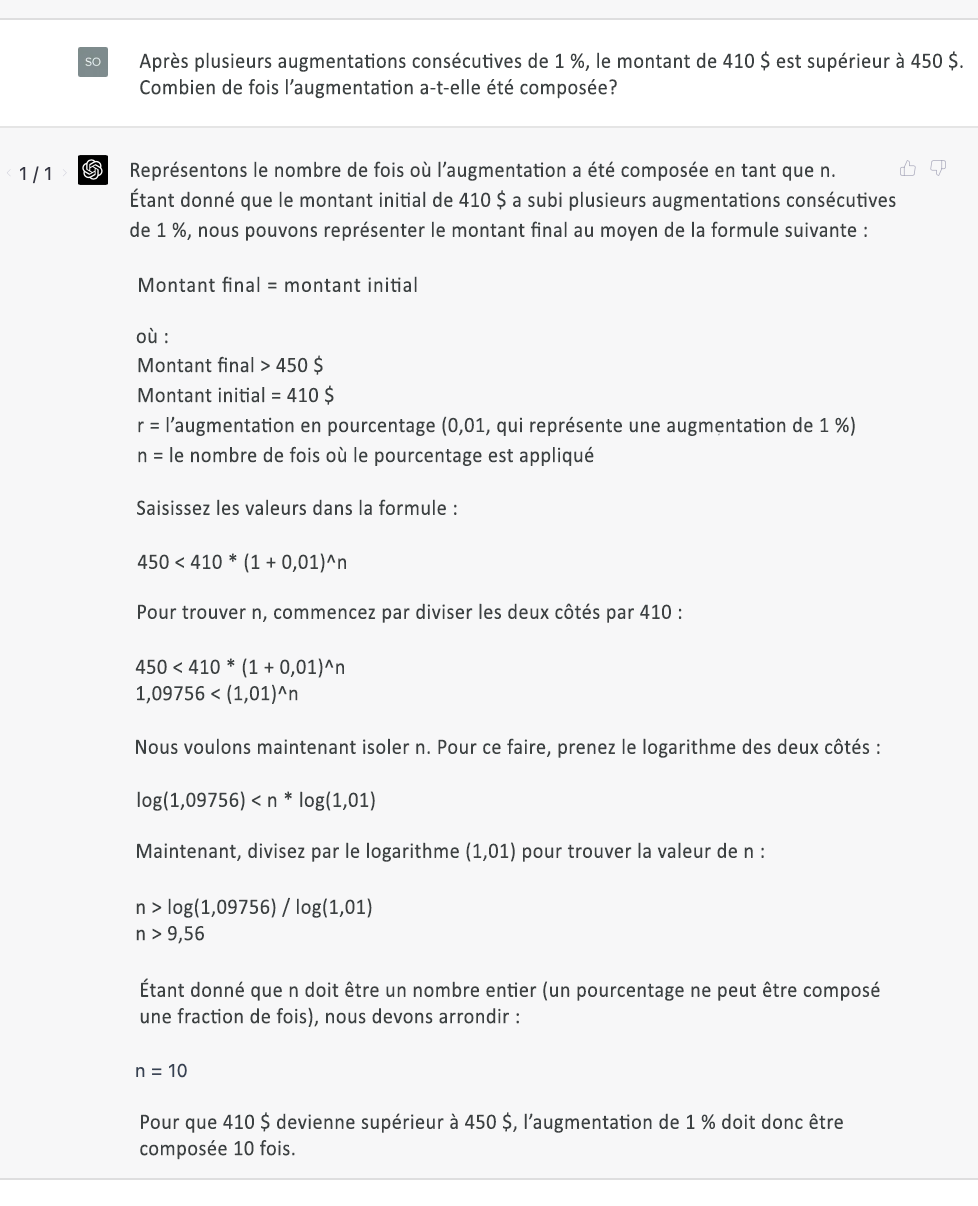 SO
Après plusieurs augmentations consécutives de 1 %, le montant de 410 $ est supérieur à 450 $.
Combien de fois l’augmentation a-t-elle été composée?
< 1 / 1 >
Représentons le nombre de fois où l’augmentation a été composée en tant que n.
Étant donné que le montant initial de 410 $ a subi plusieurs augmentations consécutives
de 1 %, nous pouvons représenter le montant final au moyen de la formule suivante :
Montant final = montant initial
où :
Montant final > 450 $
Montant initial = 410 $
r = l’augmentation en pourcentage (0,01, qui représente une augmentation de 1 %)
n = le nombre de fois où le pourcentage est appliqué
Saisissez les valeurs dans la formule :
450 < 410 * (1 + 0,01)^n
Pour trouver n, commencez par diviser les deux côtés par 410 :
450 < 410 * (1 + 0,01)^n
1,09756 < (1,01)^n
Nous voulons maintenant isoler n. Pour ce faire, prenez le logarithme des deux côtés :
log(1,09756) < n * log(1,01)
Maintenant, divisez par le logarithme (1,01) pour trouver la valeur de n :
n > log(1,09756) / log(1,01)
n > 9,56
Étant donné que n doit être un nombre entier (un pourcentage ne peut être composé
une fraction de fois), nous devons arrondir :
n = 10
Pour que 410 $ devienne supérieur à 450 $, l’augmentation de 1 % doit donc être
composée 10 fois.